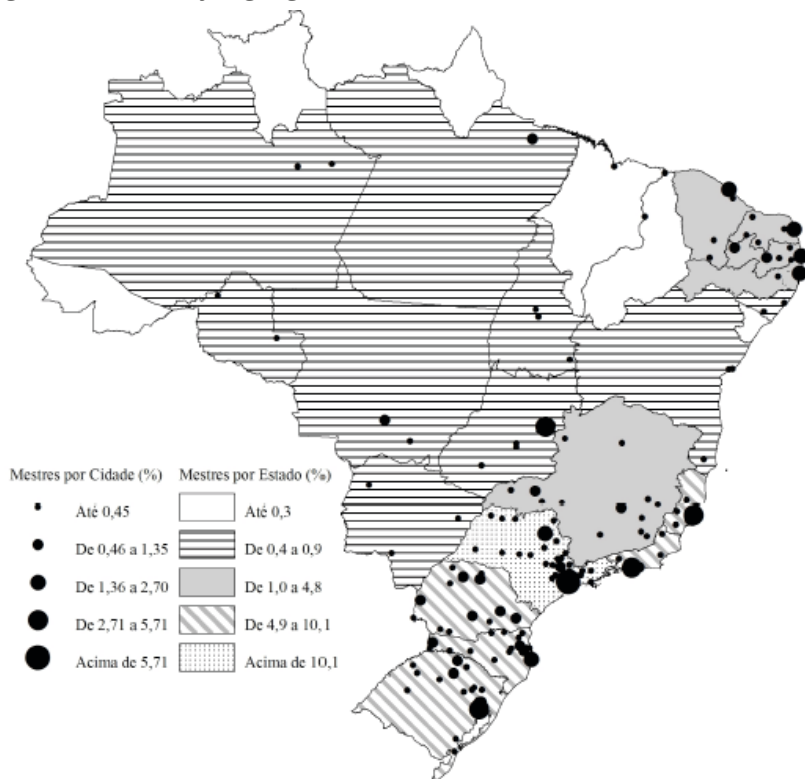 Mestres por Cidade (%) Mestres por Estado (‰)
Até 0,45 Até 0,3
De 0,46 a 1,35 De 0,4 a 0,9
De 1,36 a 2,70 De 1,0 a 4,8
De 2,71 a 5,71 De 4,9 a 10,1
Acima de 5,71 Acima de 10,1